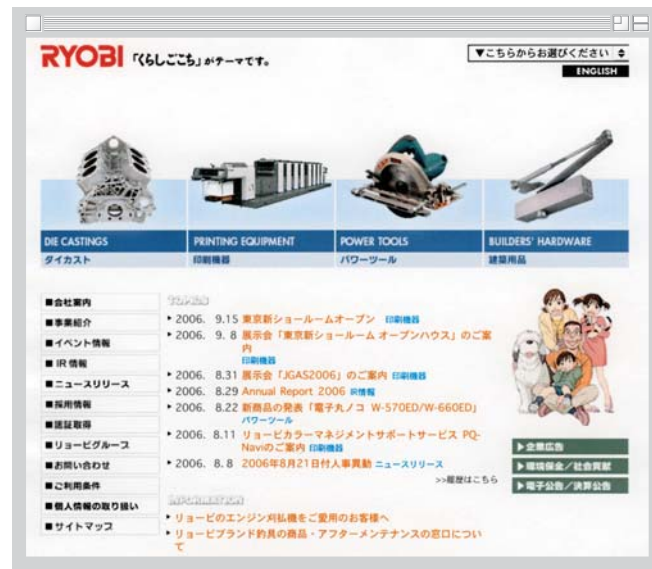 RYOBI 「くらしごこち」がテーマです。
▼こちらからお選びください
ENGLISH
DIE CASTINGS
ダイカスト
PRINTING EQUIPMENT
印刷機器
POWER TOOLS
パワーツール
BUILDERS' HARDWARE
建築用品
■会社案内
■事業紹介
■イベント情報
■IR 情報
■ニュースリリース
■採用情報
■認証取得
■リョービグループ
■お問い合わせ
■ご利用条件
■個人情報の取り扱い
■サイトマップ
TOPICS
2006. 9.15 東京新ショールームオープン 印刷機器
2006. 9. 8 展示会「東京新ショールーム オープンハウス」のご案
内
印刷機器
2006. 8.31 展示会「JGAS2006」のご案内 印刷機器
2006. 8.29 Annual Report 2006 IR情報
2006. 8.22 新商品の発表「電子丸ノコ W-570ED/W-660ED」
パワーツール
2006. 8.11 リョービカラーマネジメントサポートサービス PQ-
Naviのご案内 印刷機器
2006. 8. 8 2006年8月21日付人事異動 ニュースリリース
>>履歴はこちら
INFORMATION
リョービのエンジン刈払機をご愛用のお客様へ
リョービブランド釣具の商品・アフターメンテナンスの窓口につい
て
▶企業広告
▶環境保全／社会貢献
▶電子公告／決算公告